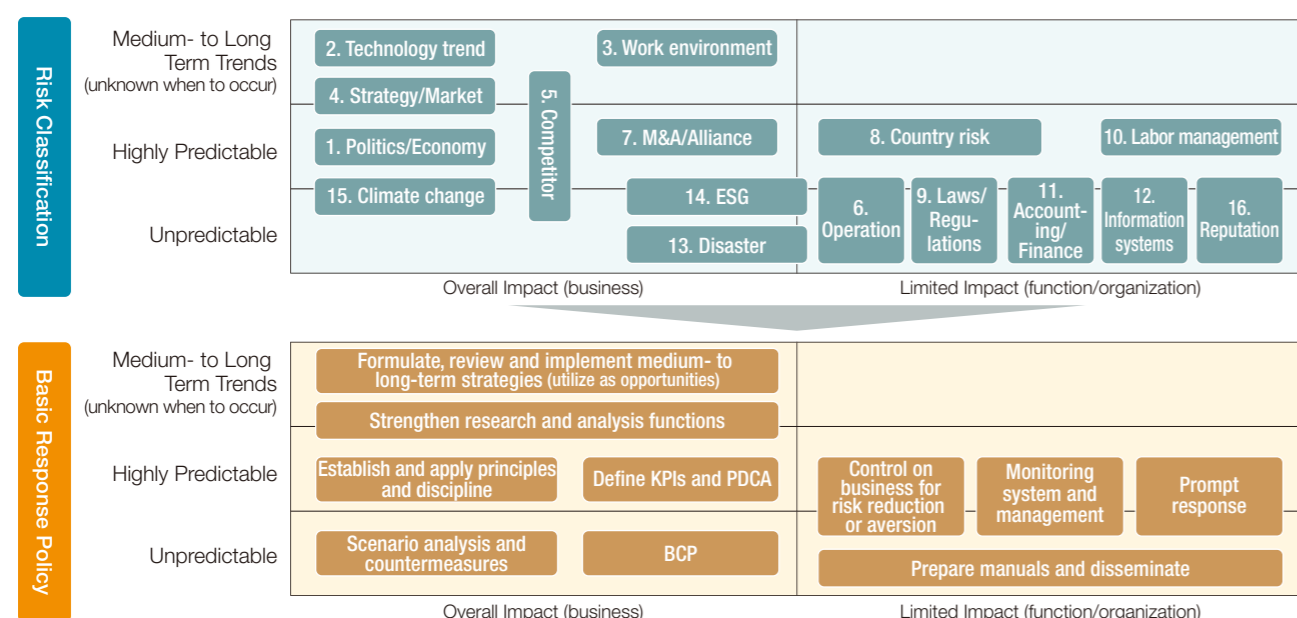 Risk Classification
Medium- to Long
Term Trends
(unknown when to occur)
Highly Predictable
Unpredictable
2. Technology trend
3. Work environment
4. Strategy/Market
5. Competitor
1. Politics/Economy
7. M&A/Alliance
8. Country risk
10. Labor management
15. Climate change
14. ESG
13. Disaster
6.
Operation
9. Laws/
Regu-
lations
11.
Account-
ing/
Finance
12.
Information
systems
16.
Reputation
Overall Impact (business)
Limited Impact (function/organization)
Basic Response Policy
Medium- to Long
Term Trends
(unknown when to occur)
Highly Predictable
Unpredictable
Formulate, review and implement medium- to
long-term strategies (utilize as opportunities)
Strengthen research and analysis functions
Establish and apply principles
and discipline
Define KPIs and PDCA
Control on
business for
risk reduction
or aversion
Monitoring
system and
management
Prompt
response
Scenario analysis and
countermeasures
BCP
Prepare manuals and disseminate
Overall Impact (business)
Limited Impact (function/organization)